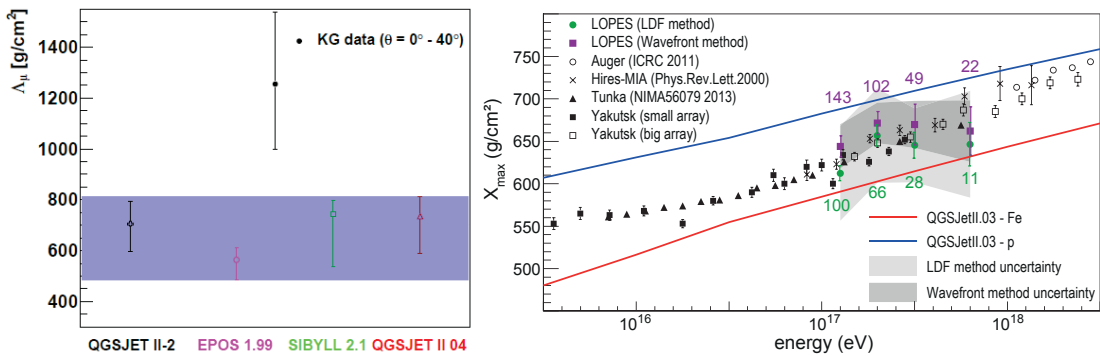 Λμ [g/cm²]
1400
1200
1000
800
600
400
KG data (θ = 0° - 40°)
QGSJET II-2 EPOS 1.99 SIBYLL 2.1 QGSJET II 04
Xmax (g/cm²)
800
750
700
650
600
550
500
450
LOPES (LDF method)
LOPES (Wavefront method)
Auger (ICRC 2011)
Hires-MIA (Phys.Rev.Lett.2000)
Tunka (NIMA56079 2013)
Yakutsk (small array)
Yakutsk (big array)
143 102 49 22
100 66 28 11
QGSJetII.03 - Fe
QGSJetII.03 - p
LDF method uncertainty
Wavefront method uncertainty
10¹⁶ 10¹⁷ 10¹⁸
energy (eV)